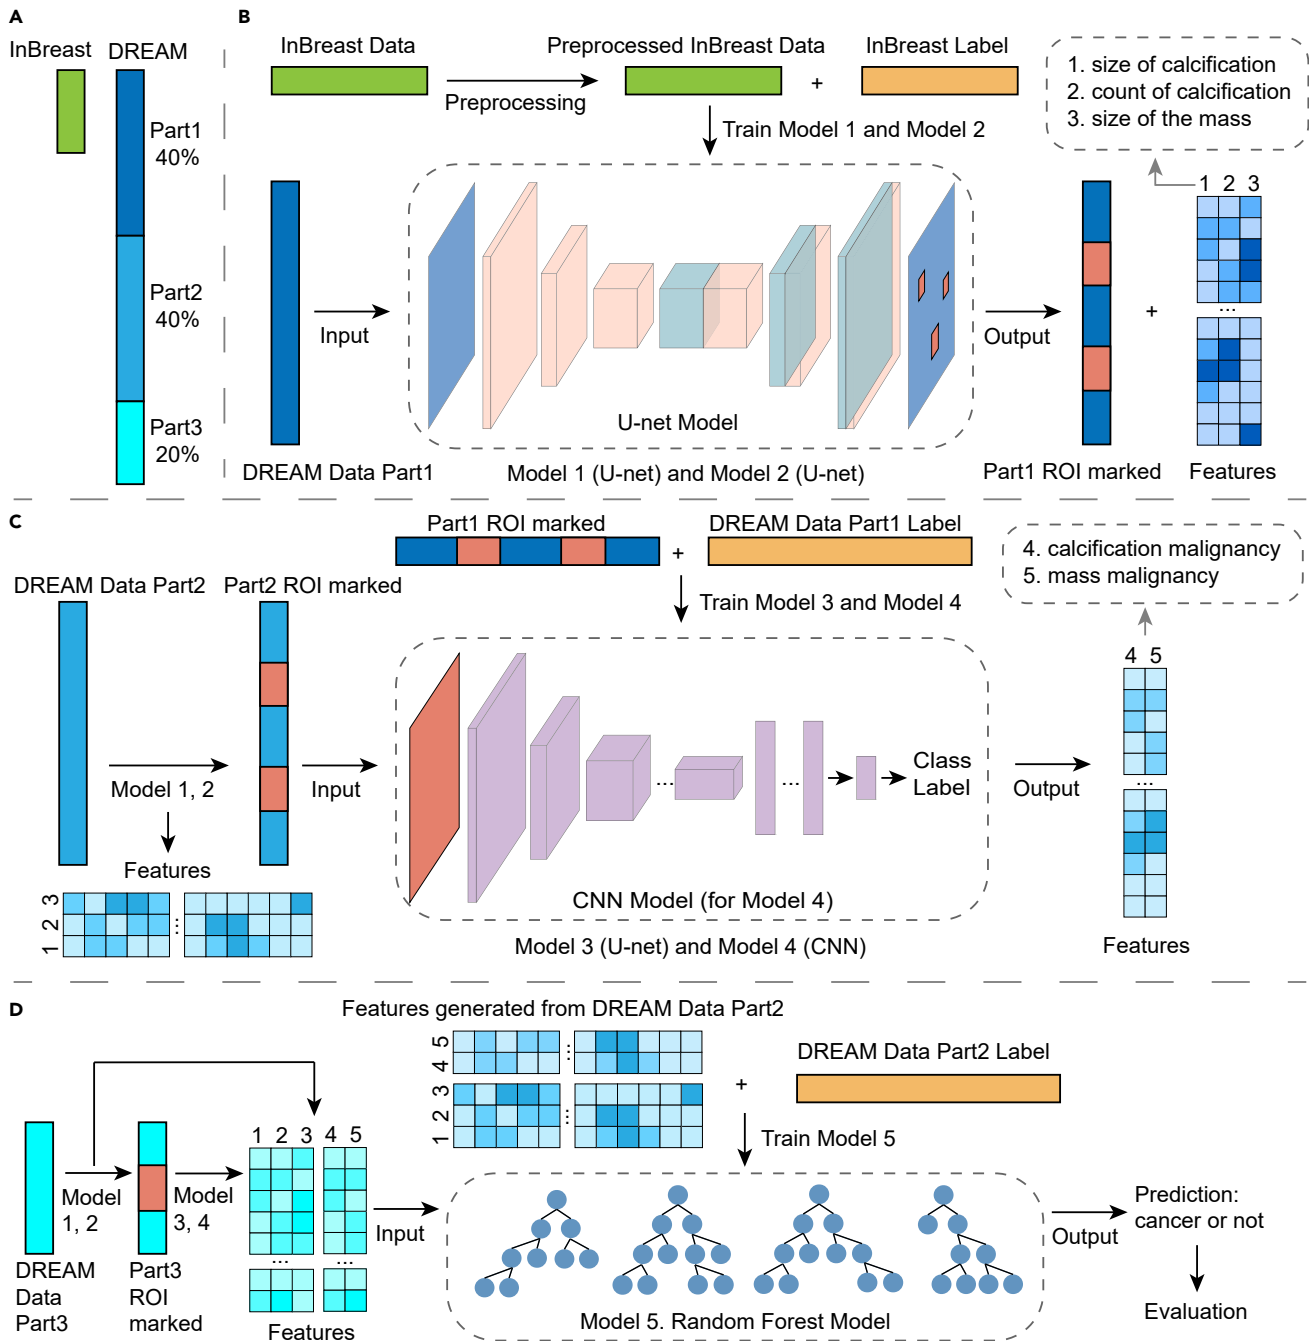 A
InBreast
DREAM
Part1
40%
Part2
40%
Part3
20%
B
InBreast Data
Preprocessing
Preprocessed InBreast Data
+
InBreast Label
Train Model 1 and Model 2
1. size of calcification
2. count of calcification
3. size of the mass
Input
U-net Model
Output
+
1 2 3
...
DREAM Data Part1
Model 1 (U-net) and Model 2 (U-net)
Part1 ROI marked
Features
C
Part1 ROI marked
+
DREAM Data Part1 Label
Train Model 3 and Model 4
4. calcification malignancy
5. mass malignancy
DREAM Data Part2
Part2 ROI marked
Model 1, 2
Input
Features
3
2
1
...
...
...
Class
Label
CNN Model (for Model 4)
Model 3 (U-net) and Model 4 (CNN)
Output
4 5
...
Features
D
Features generated from DREAM Data Part2
5
4
...
3
2
1
...
+
DREAM Data Part2 Label
Train Model 5
Model
1, 2
Model
3, 4
1 2 3 4 5
... ...
DREAM
Data
Part3
Part3
ROI
marked
Features
Input
Model 5. Random Forest Model
Output
Prediction:
cancer or not
Evaluation